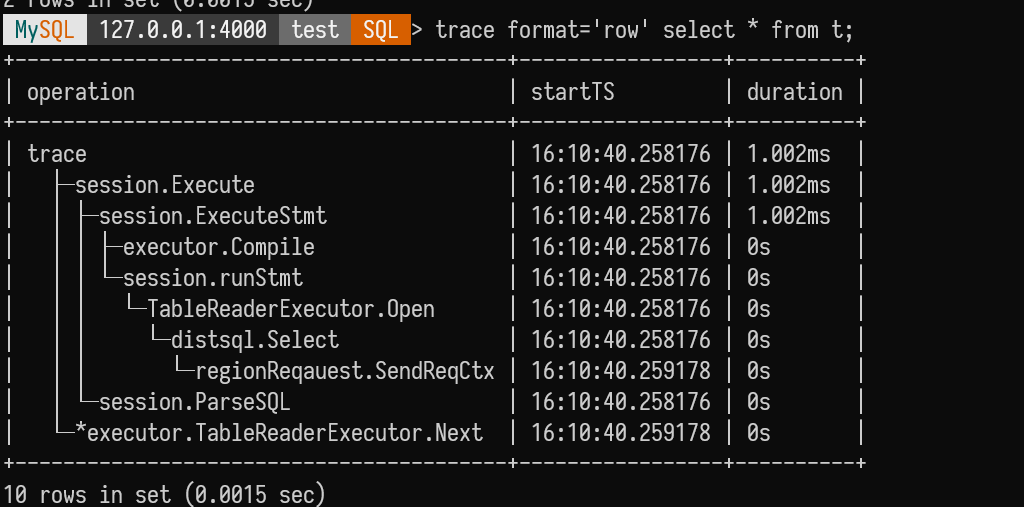 2 rows in set (0.0015 sec)
MySQL 127.0.0.1:4000 test SQL > trace format='row' select * from t;
+-----------------------------------------+-----------------+----------+
| operation                               | startTS         | duration |
+-----------------------------------------+-----------------+----------+
| trace                                   | 16:10:40.258176 | 1.002ms  |
|   ├─session.Execute                     | 16:10:40.258176 | 1.002ms  |
|   │ ├─session.ExecuteStmt               | 16:10:40.258176 | 1.002ms  |
|   │ │ ├─executor.Compile                | 16:10:40.258176 | 0s       |
|   │ │ └─session.runStmt                 | 16:10:40.258176 | 0s       |
|   │ │   └─TableReaderExecutor.Open      | 16:10:40.258176 | 0s       |
|   │ │     └─distsql.Select              | 16:10:40.258176 | 0s       |
|   │ │       └─regionReqauest.SendReqCtx | 16:10:40.259178 | 0s       |
|   │ └─session.ParseSQL                  | 16:10:40.258176 | 0s       |
|   └─*executor.TableReaderExecutor.Next  | 16:10:40.259178 | 0s       |
+-----------------------------------------+-----------------+----------+
10 rows in set (0.0015 sec)